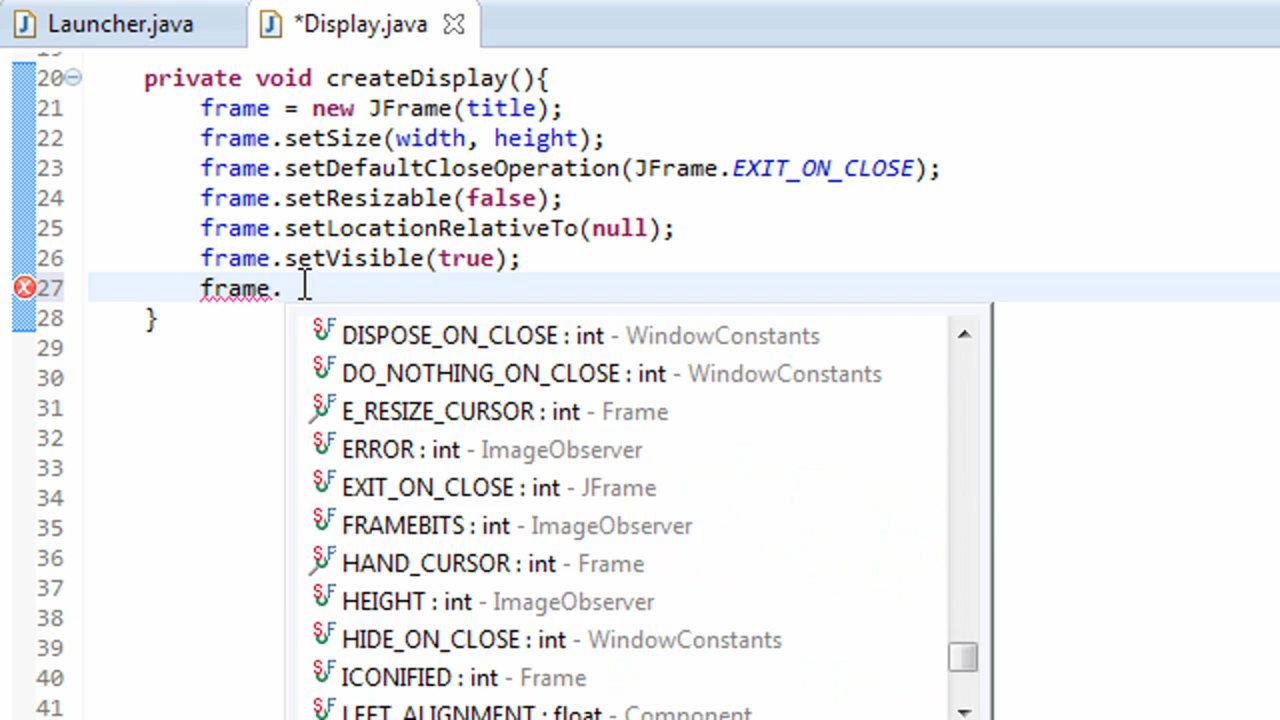 Launcher.java *Display.java
20 private void createDisplay(){
21 frame = new JFrame(title);
22 frame.setSize(width, height);
23 frame.setDefaultCloseOperation(JFrame.EXIT_ON_CLOSE);
24 frame.setResizable(false);
25 frame.setLocationRelativeTo(null);
26 frame.setVisible(true);
27 frame.
28 }
29
DISPOSE_ON_CLOSE : int - WindowConstants
30
DO_NOTHING_ON_CLOSE : int - WindowConstants
31
E_RESIZE_CURSOR : int - Frame
32
ERROR : int - ImageObserver
33
EXIT_ON_CLOSE : int - JFrame
34
35
FRAMEBITS : int - ImageObserver
36
HAND_CURSOR : int - Frame
37
HEIGHT : int - ImageObserver
38
39
HIDE_ON_CLOSE : int - WindowConstants
40
ICONIFIED : int - Frame
41
LEFT_ALIGNMENT : float - Component